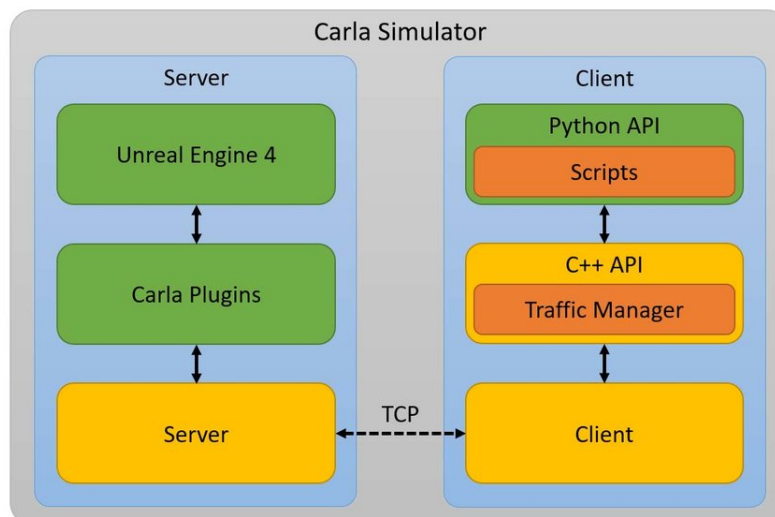 Carla Simulator
Server
Unreal Engine 4
Carla Plugins
Server
TCP
Client
Python API
Scripts
C++ API
Traffic Manager
Client